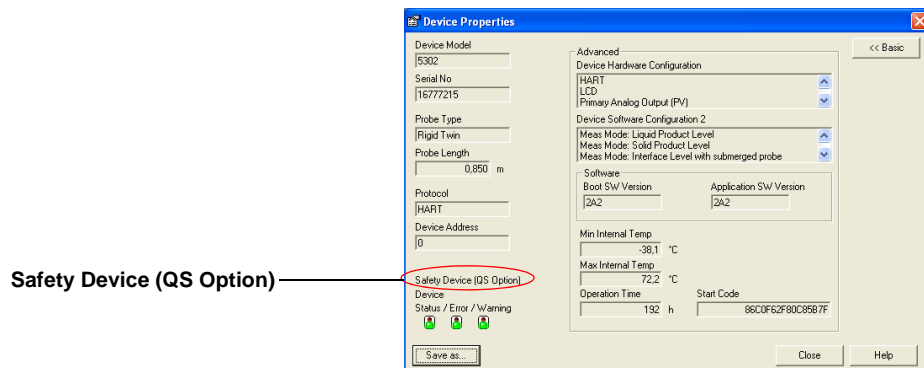 Device Properties
Device Model
5302
Serial No
16777215
Probe Type
Rigid Twin
Probe Length
0,850 m
Protocol
HART
Device Address
0
Safety Device (QS Option)
Safety Device (QS Option)
Device
Status / Error / Warning
Save as...
Advanced
Device Hardware Configuration
HART
LCD
Primary Analog Output (PV)
Device Software Configuration 2
Meas Mode: Liquid Product Level
Meas Mode: Solid Product Level
Meas Mode: Interface Level with submerged probe
Software
Boot SW Version
2A2
Application SW Version
2A2
Min Internal Temp
-38,1 °C
Max Internal Temp
72,2 °C
Operation Time
192 h
Start Code
86C0F62F80C85B7F
<< Basic
Close
Help